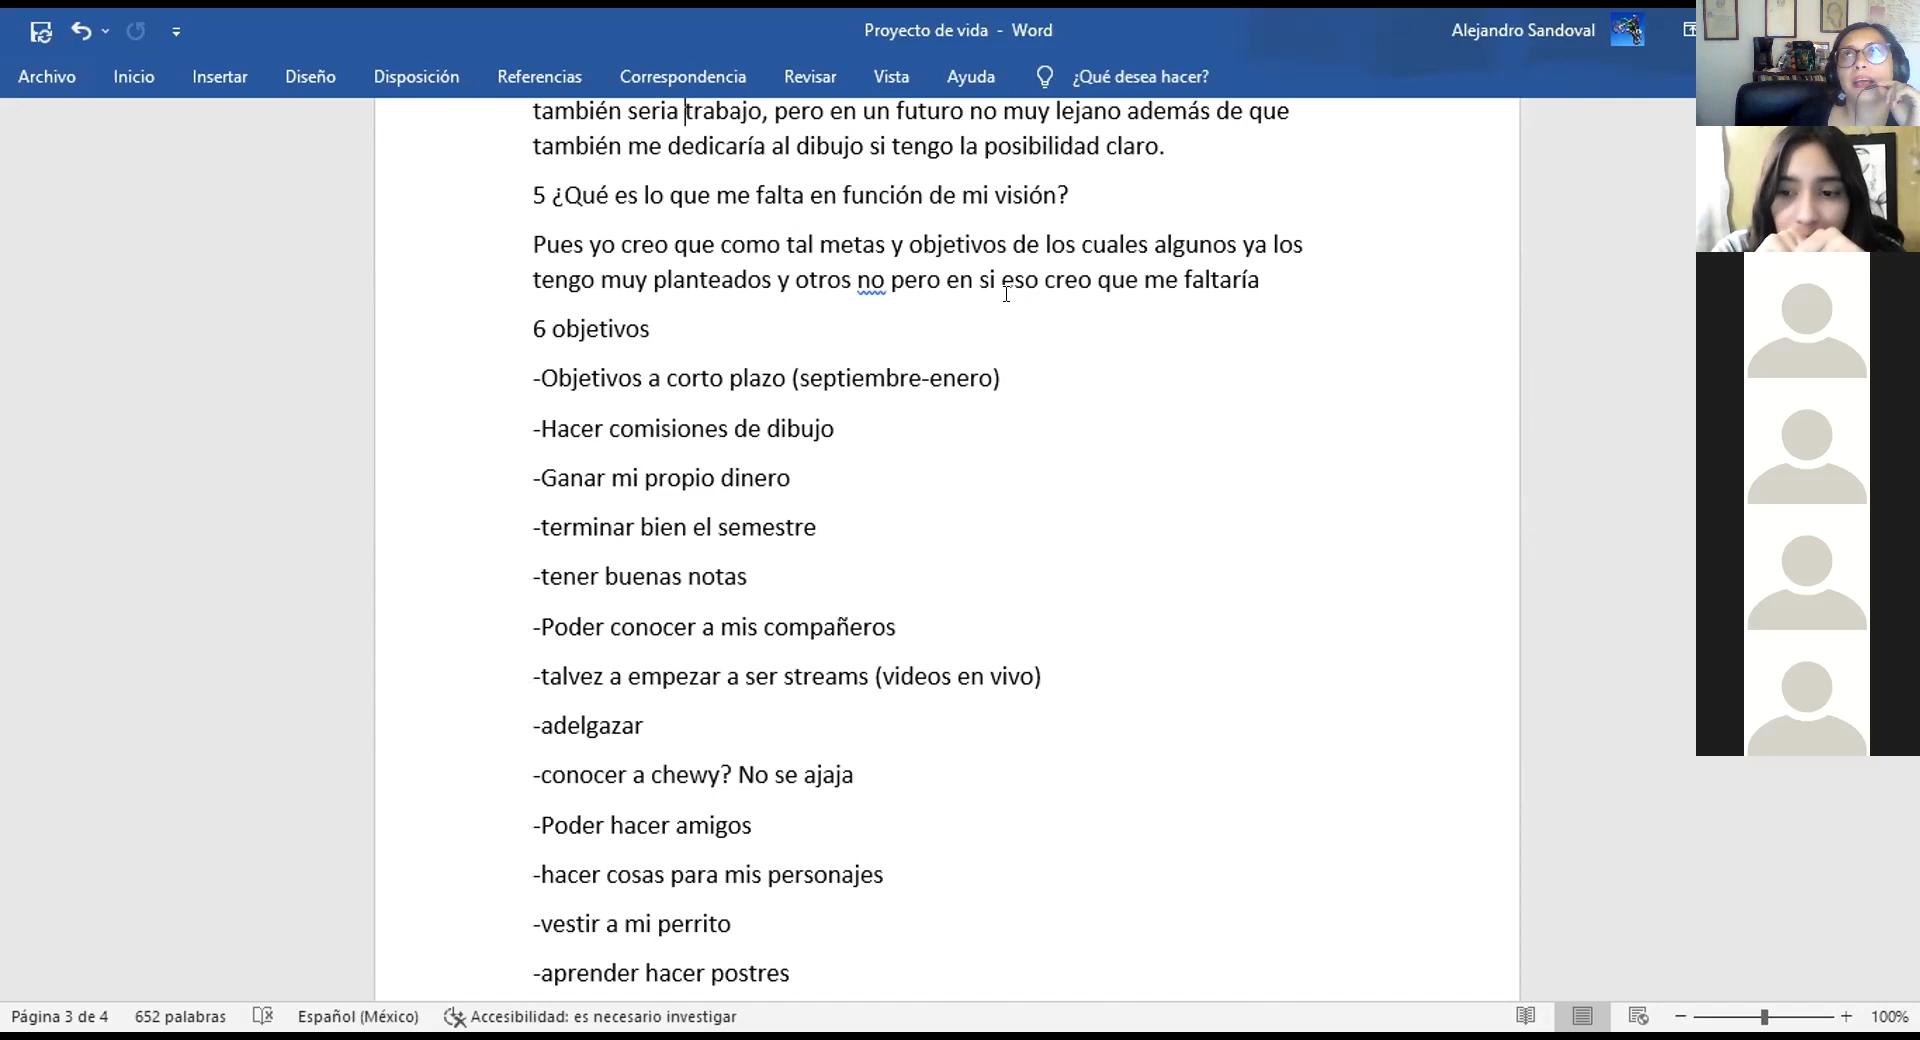 Proyecto de vida - Word
Alejandro Sandoval
Archivo Inicio Insertar Diseño Disposición Referencias Correspondencia Revisar Vista Ayuda ¿Qué desea hacer?
también seria trabajo, pero en un futuro no muy lejano además de que
también me dedicaría al dibujo si tengo la posibilidad claro.
5 ¿Qué es lo que me falta en función de mi visión?
Pues yo creo que como tal metas y objetivos de los cuales algunos ya los
tengo muy planteados y otros no pero en si eso creo que me faltaría
6 objetivos
-Objetivos a corto plazo (septiembre-enero)
-Hacer comisiones de dibujo
-Ganar mi propio dinero
-terminar bien el semestre
-tener buenas notas
-Poder conocer a mis compañeros
-talvez a empezar a ser streams (videos en vivo)
-adelgazar
-conocer a chewy? No se ajaja
-Poder hacer amigos
-hacer cosas para mis personajes
-vestir a mi perrito
-aprender hacer postres
Página 3 de 4 652 palabras Español (México) Accesibilidad: es necesario investigar 100%